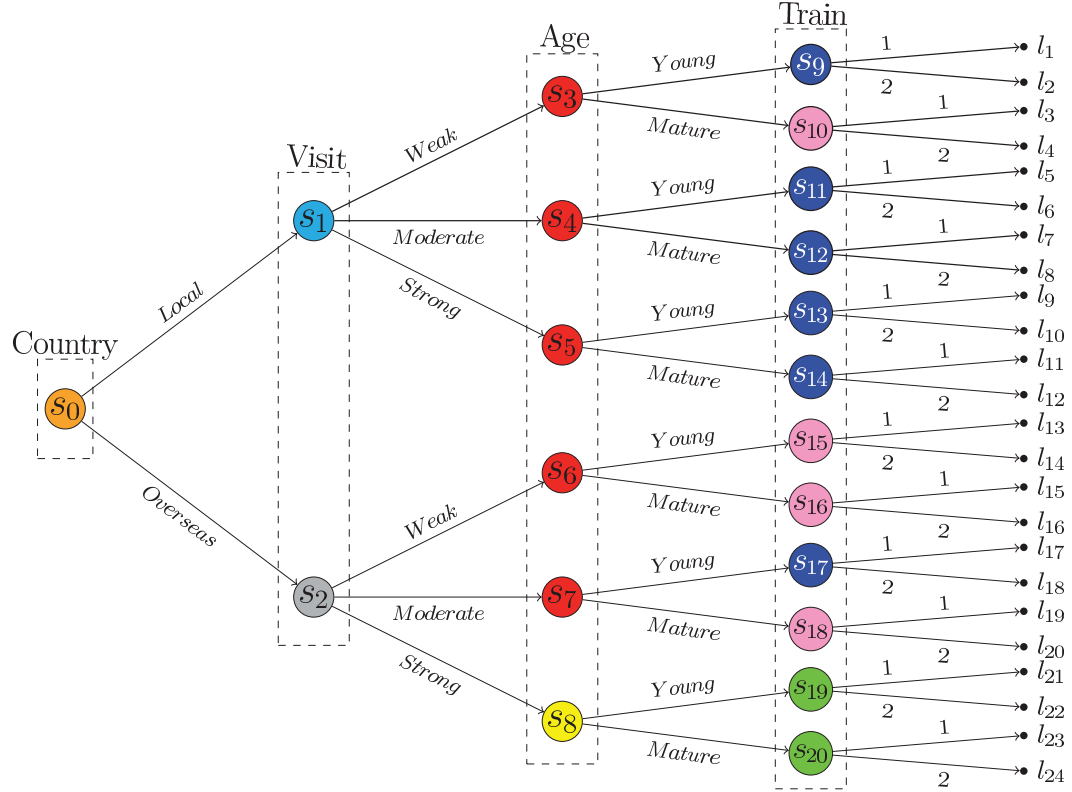 Train
Age
Visit
Country
s0
Local
Overseas
s1
s2
Weak
Moderate
Strong
Weak
Moderate
Strong
s3
s4
s5
s6
s7
s8
Young
Mature
Young
Mature
Young
Mature
Young
Mature
Young
Mature
Young
Mature
s9
s10
s11
s12
s13
s14
s15
s16
s17
s18
s19
s20
1
2
1
2
1
2
1
2
1
2
1
2
1
2
1
2
1
2
1
2
1
2
1
2
l1
l2
l3
l4
l5
l6
l7
l8
l9
l10
l11
l12
l13
l14
l15
l16
l17
l18
l19
l20
l21
l22
l23
l24